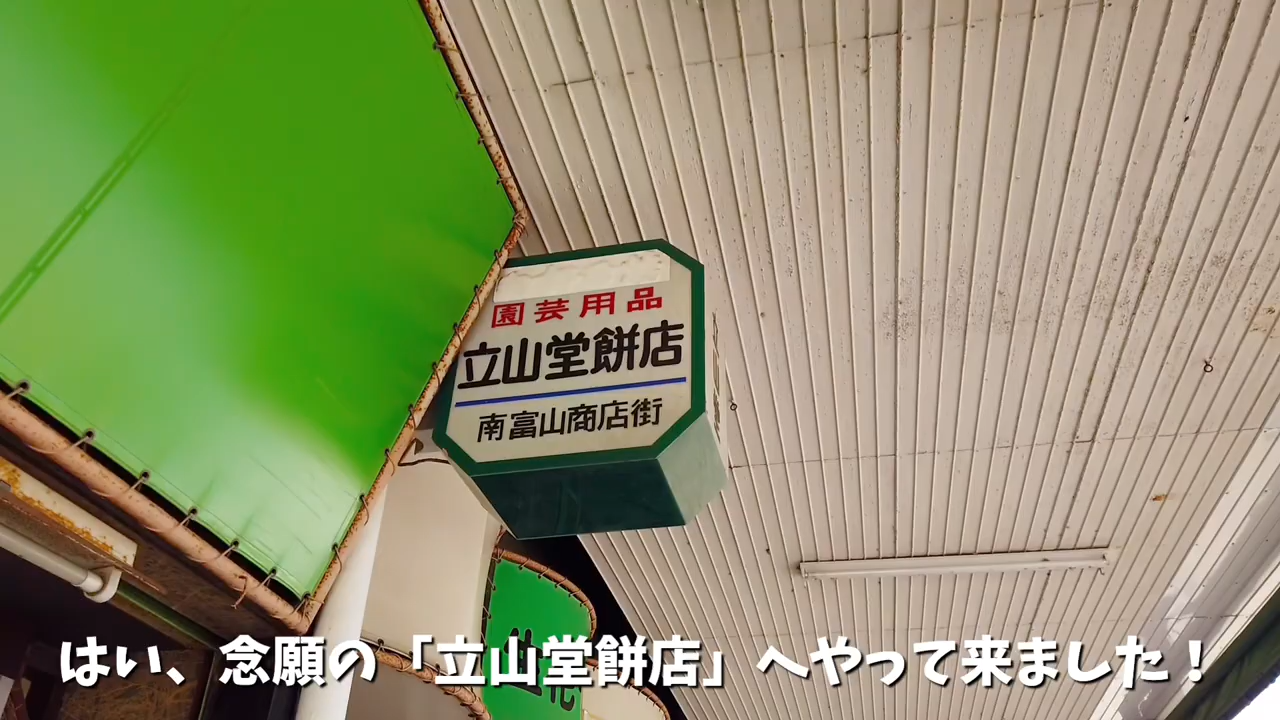 園芸用品
立山堂餅店
南富山商店街
はい、念願の「立山堂餅店」へやって来ました！